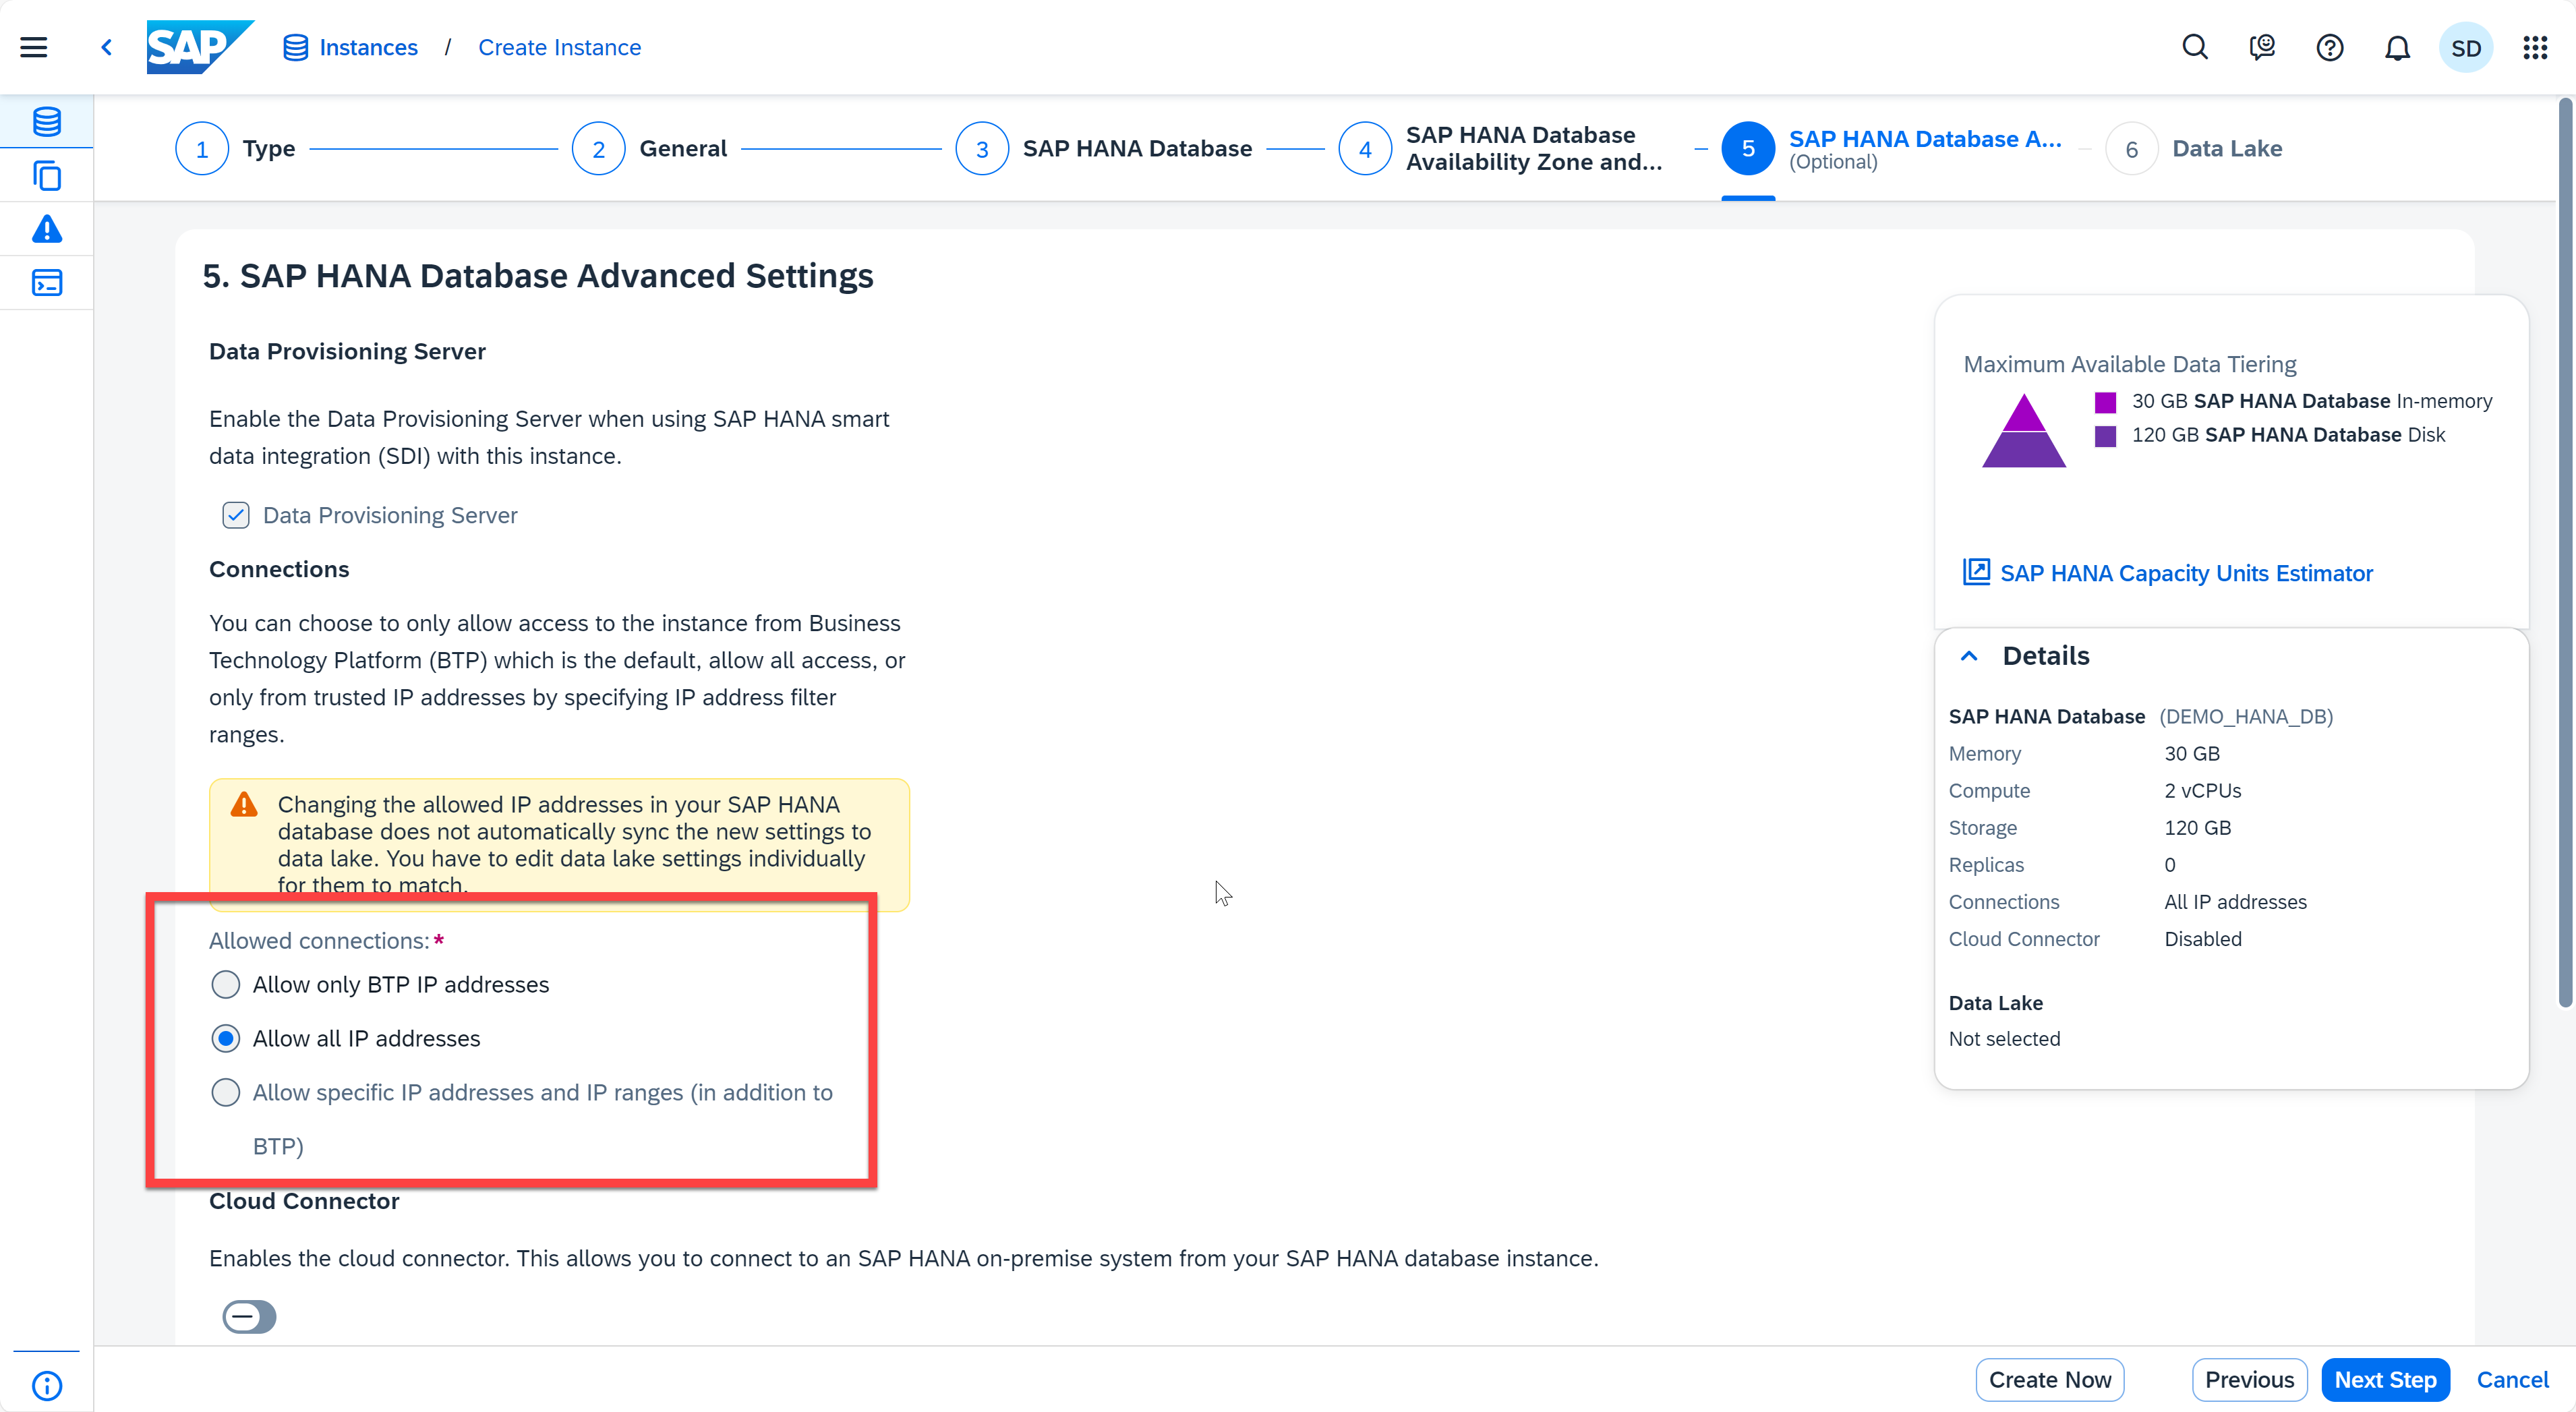 SAP
Instances / Create Instance
SD
1 Type
2 General
3 SAP HANA Database
4 SAP HANA Database
Availability Zone and...
5 SAP HANA Database A...
(Optional)
6 Data Lake
5. SAP HANA Database Advanced Settings
Data Provisioning Server
Enable the Data Provisioning Server when using SAP HANA smart
data integration (SDI) with this instance.
Data Provisioning Server
Connections
You can choose to only allow access to the instance from Business
Technology Platform (BTP) which is the default, allow all access, or
only from trusted IP addresses by specifying IP address filter
ranges.
Changing the allowed IP addresses in your SAP HANA
database does not automatically sync the new settings to
data lake. You have to edit data lake settings individually
for them to match.
Allowed connections:*
Allow only BTP IP addresses
Allow all IP addresses
Allow specific IP addresses and IP ranges (in addition to
BTP)
Cloud Connector
Enables the cloud connector. This allows you to connect to an SAP HANA on-premise system from your SAP HANA database instance.
Maximum Available Data Tiering
30 GB SAP HANA Database In-memory
120 GB SAP HANA Database Disk
SAP HANA Capacity Units Estimator
Details
SAP HANA Database (DEMO_HANA_DB)
Memory 30 GB
Compute 2 vCPUs
Storage 120 GB
Replicas 0
Connections All IP addresses
Cloud Connector Disabled
Data Lake
Not selected
Create Now Previous Next Step Cancel